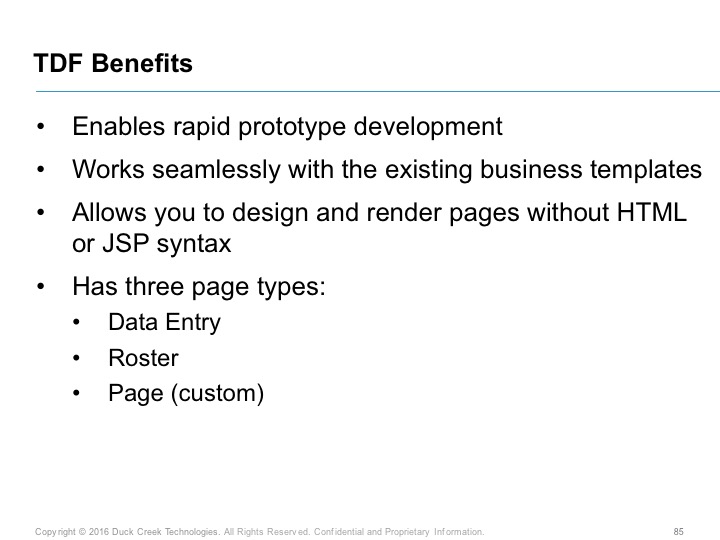 TDF Benefits
• Enables rapid prototype development
• Works seamlessly with the existing business templates
• Allows you to design and render pages without HTML
or JSP syntax
• Has three page types:
• Data Entry
• Roster
• Page (custom)
Copyright © 2016 Duck Creek Technologies. All Rights Reserved. Confidential and Proprietary Information.
85